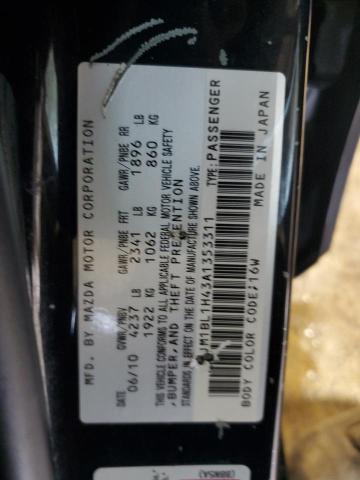 MFD. BY MAZDA MOTOR CORPORATION
DATE GVWR/PNBV GAWR/PNBE FRT GAWR/PNBE RR
06/10 4237 LB 2341 LB 1896 LB
1922 KG 1062 KG 860 KG
THIS VEHICLE CONFORMS TO ALL APPLICABLE FEDERAL MOTOR VEHICLE SAFETY
, BUMPER, AND THEFT PREVENTION
STANDARDS IN EFFECT ON THE DATE OF MANUFACTURE SHOWN ABOVE.
JM1BL1H43A1353311 TYPE: PASSENGER
BODY COLOR CODE: 16W MADE IN JAPAN
(BBM5A)